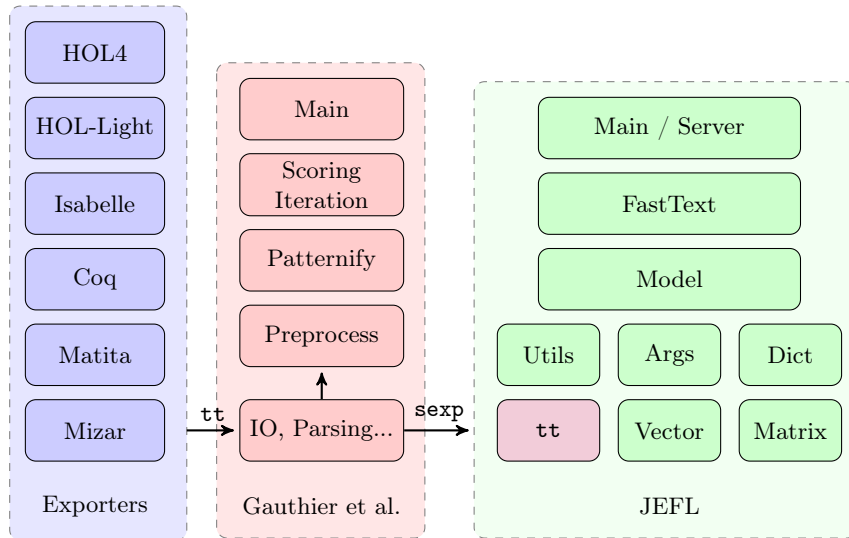 HOL4
HOL-Light
Isabelle
Coq
Matita
Mizar
Exporters
tt
Main
Scoring
Iteration
Patternify
Preprocess
IO, Parsing...
Gauthier et al.
sexp
Main / Server
FastText
Model
Utils Args Dict
tt Vector Matrix
JEFL